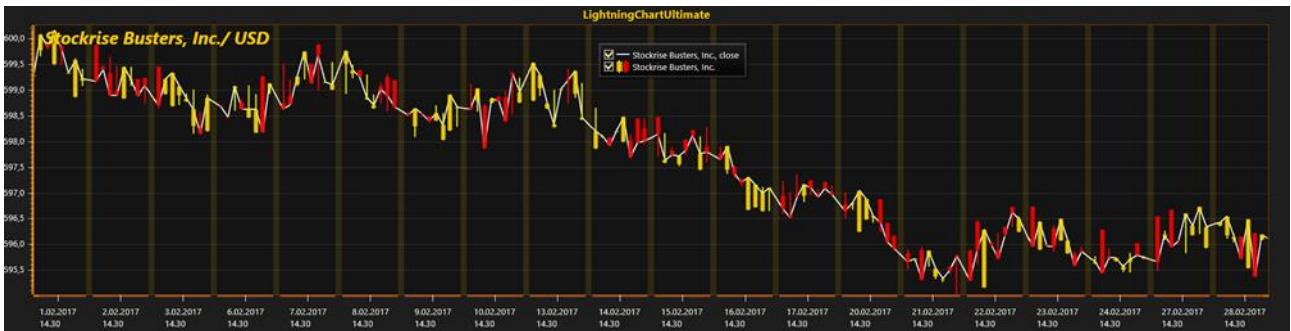 LightningChartUltimate
Stockrise Busters, Inc./ USD
Stockrise Busters, Inc., close
Stockrise Busters, Inc.
600,0
599,5
599,0
598,5
598,0
597,5
597,0
596,5
596,0
595,5
1.02.2017 2.02.2017 3.02.2017 6.02.2017 7.02.2017 8.02.2017 9.02.2017 10.02.2017 13.02.2017 14.02.2017 15.02.2017 16.02.2017 17.02.2017 20.02.2017 21.02.2017 22.02.2017 23.02.2017 24.02.2017 27.02.2017 28.02.2017
14.30 14.30 14.30 14.30 14.30 14.30 14.30 14.30 14.30 14.30 14.30 14.30 14.30 14.30 14.30 14.30 14.30 14.30 14.30 14.30